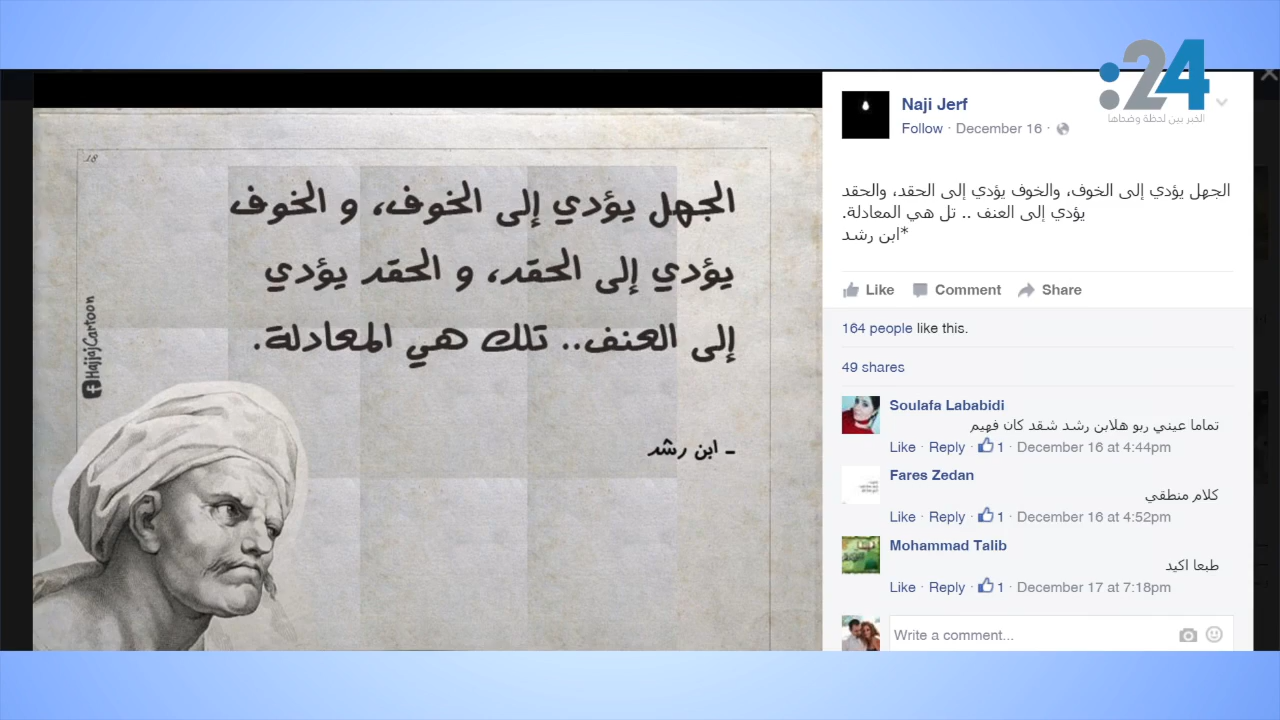 :24
الخبر بين لحظة وضحاها
18
الجهل يؤدي إلى الخوف، و الخوف
يؤدي إلى الحقد، و الحقد يؤدي
إلى العنف.. تلك هي المعادلة.
ـ ابن رشد
HajjajCartoon
Naji Jerf
Follow · December 16 ·
الجهل يؤدي إلى الخوف، والخوف يؤدي إلى الحقد، والحقد
يؤدي إلى العنف .. تل هي المعادلة.
*ابن رشد
Like Comment Share
164 people like this.
49 shares
Soulafa Lababidi
تماما عيني ربو هلابن رشد شقد كان فهيم
Like · Reply · 1 · December 16 at 4:44pm
Fares Zedan
كلام منطقي
Like · Reply · 1 · December 16 at 4:52pm
Mohammad Talib
طبعا اكيد
Like · Reply · 1 · December 17 at 7:18pm
Write a comment...